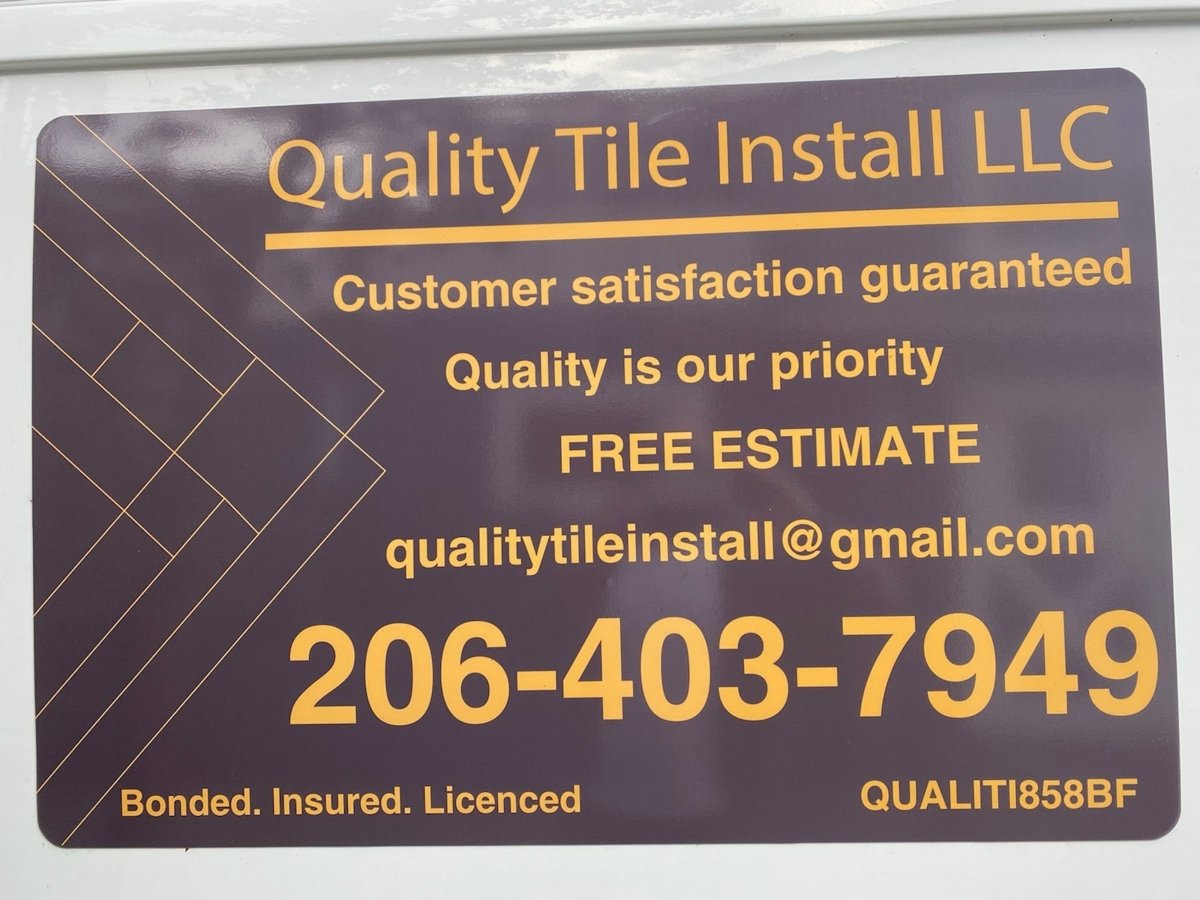 Quality Tile Install LLC
Customer satisfaction guaranteed
Quality is our priority
FREE ESTIMATE
qualitytileinstall@gmail.com
206-403-7949
Bonded. Insured. Licenced
QUALITI858BF